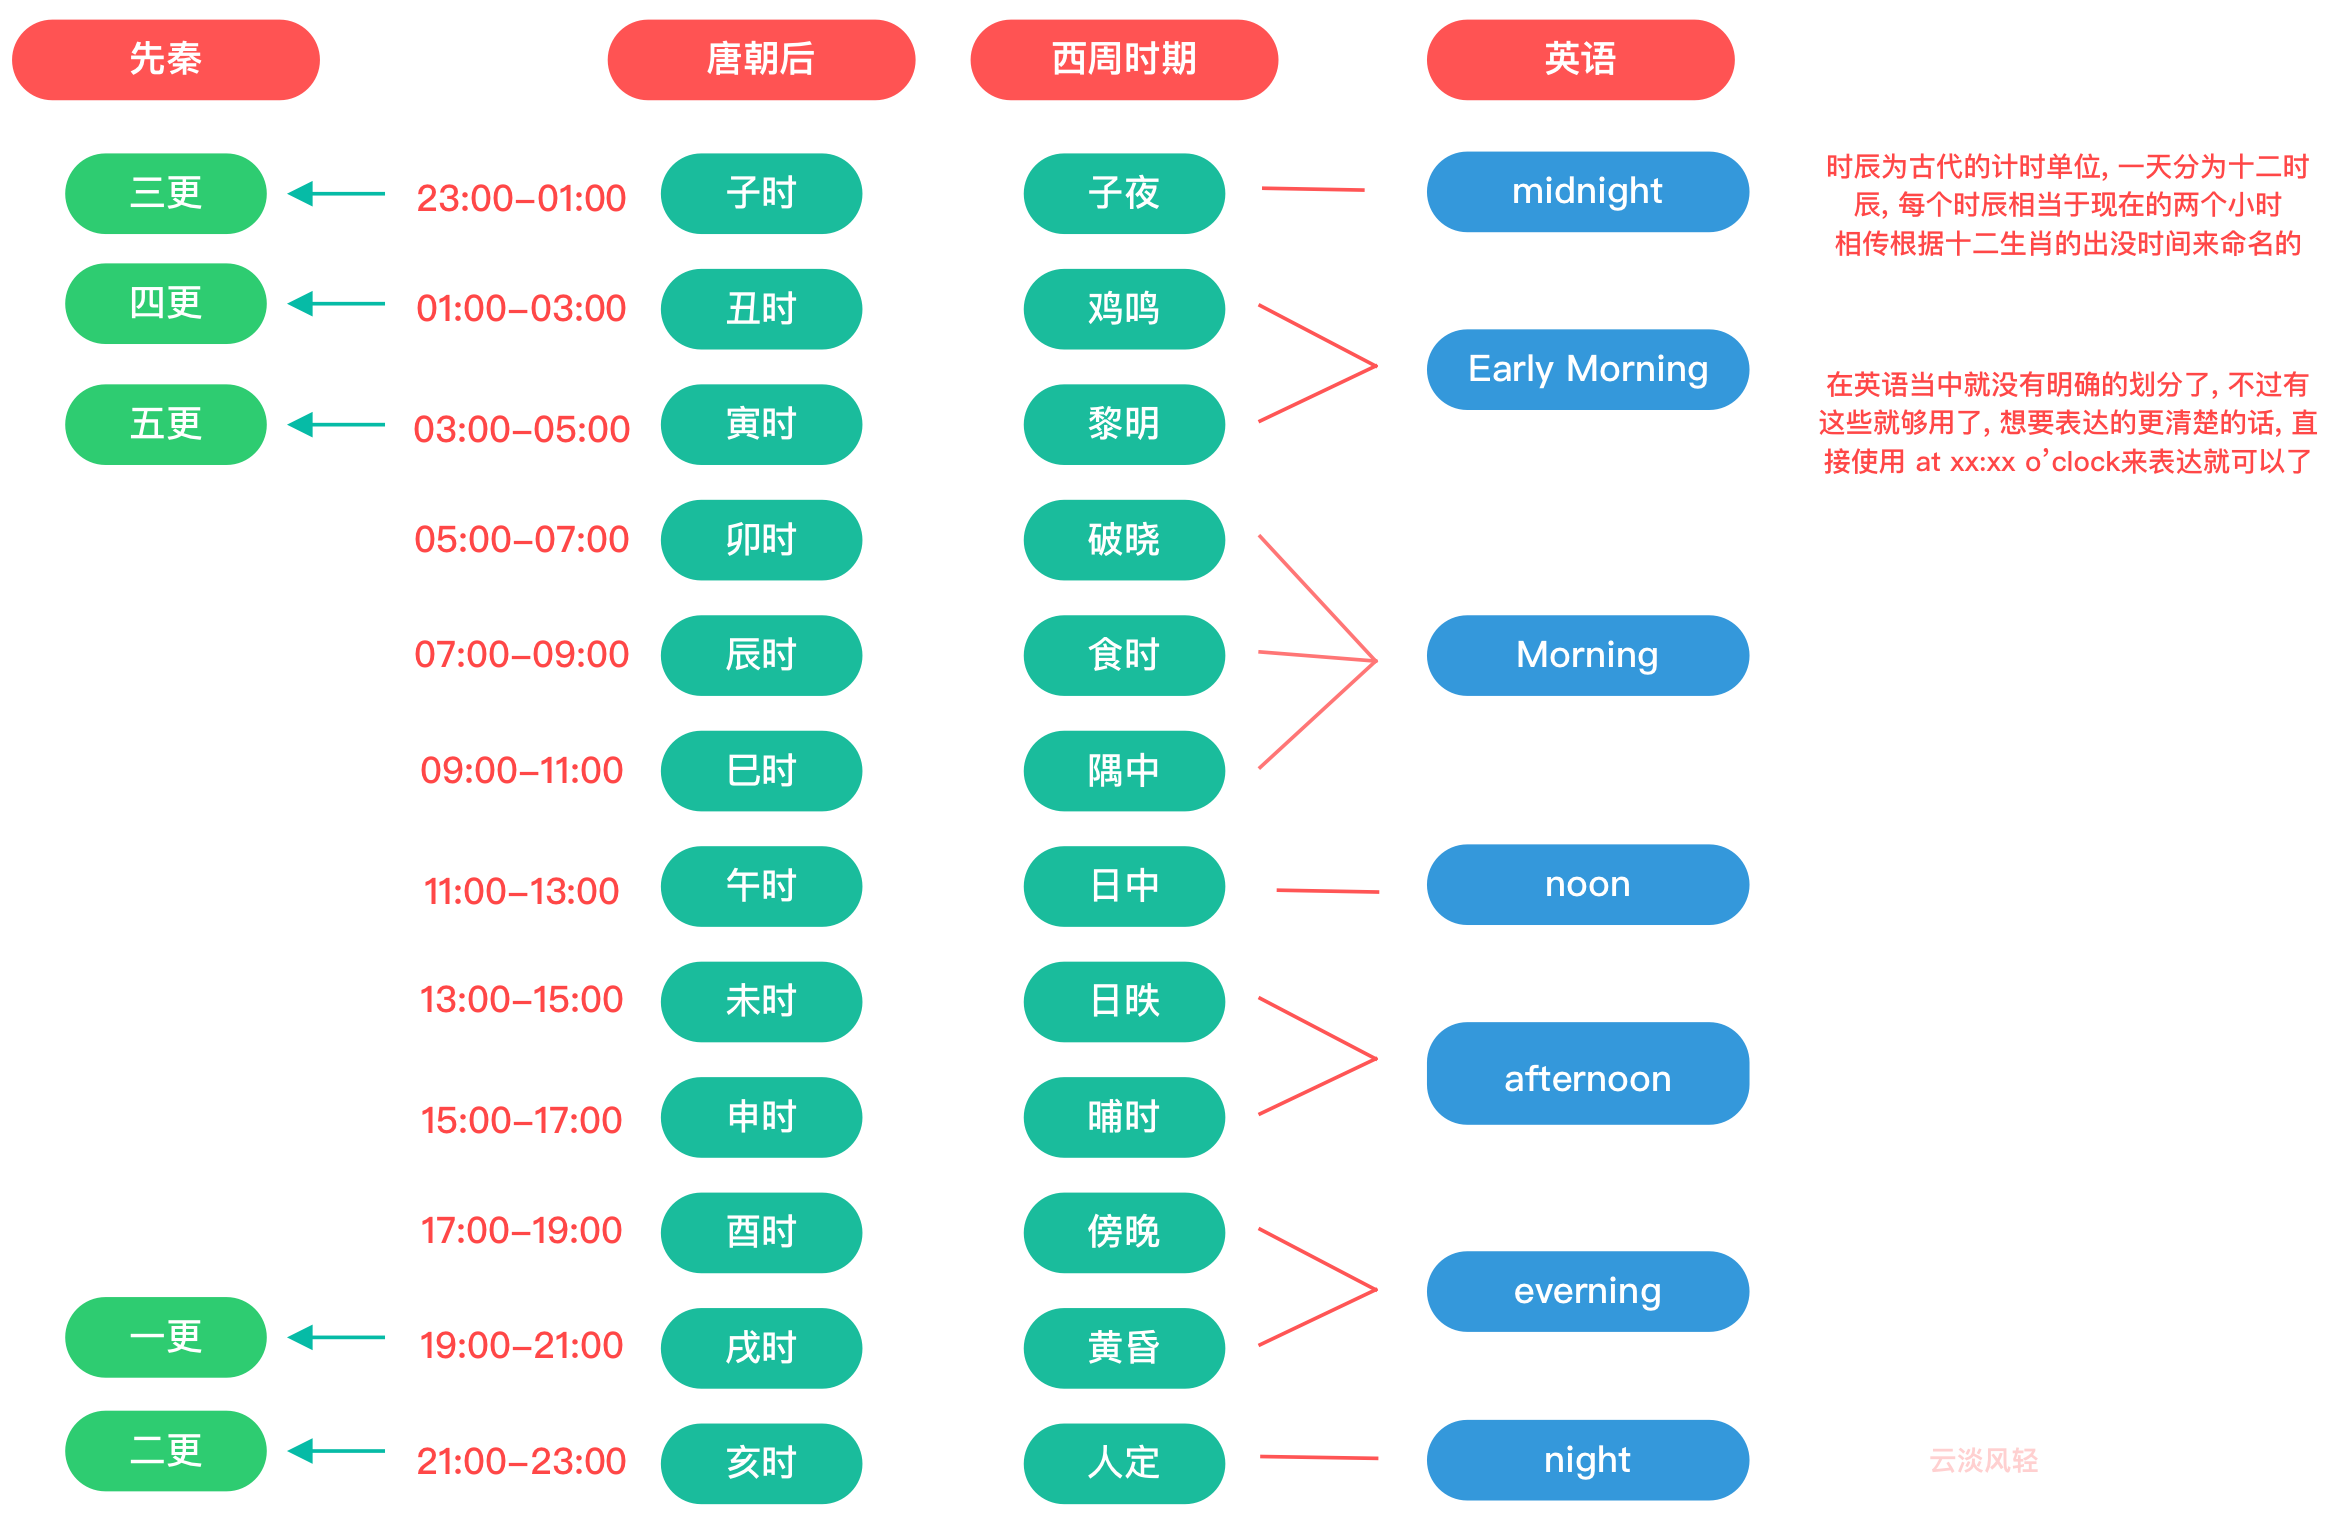 先秦
唐朝后
西周时期
英语
三更
23:00–01:00
子时
子夜
midnight
时辰为古代的计时单位, 一天分为十二时
辰, 每个时辰相当于现在的两个小时
相传根据十二生肖的出没时间来命名的
四更
01:00–03:00
丑时
鸡鸣
Early Morning
在英语当中就没有明确的划分了, 不过有
这些就够用了, 想要表达的更清楚的话, 直
接使用 at xx:xx o’clock来表达就可以了
五更
03:00–05:00
寅时
黎明
05:00–07:00
卯时
破晓
07:00–09:00
辰时
食时
Morning
09:00–11:00
巳时
隅中
11:00–13:00
午时
日中
noon
13:00–15:00
未时
日昳
afternoon
15:00–17:00
申时
晡时
17:00–19:00
酉时
傍晚
everning
一更
19:00–21:00
戌时
黄昏
二更
21:00–23:00
亥时
人定
night
云淡风轻